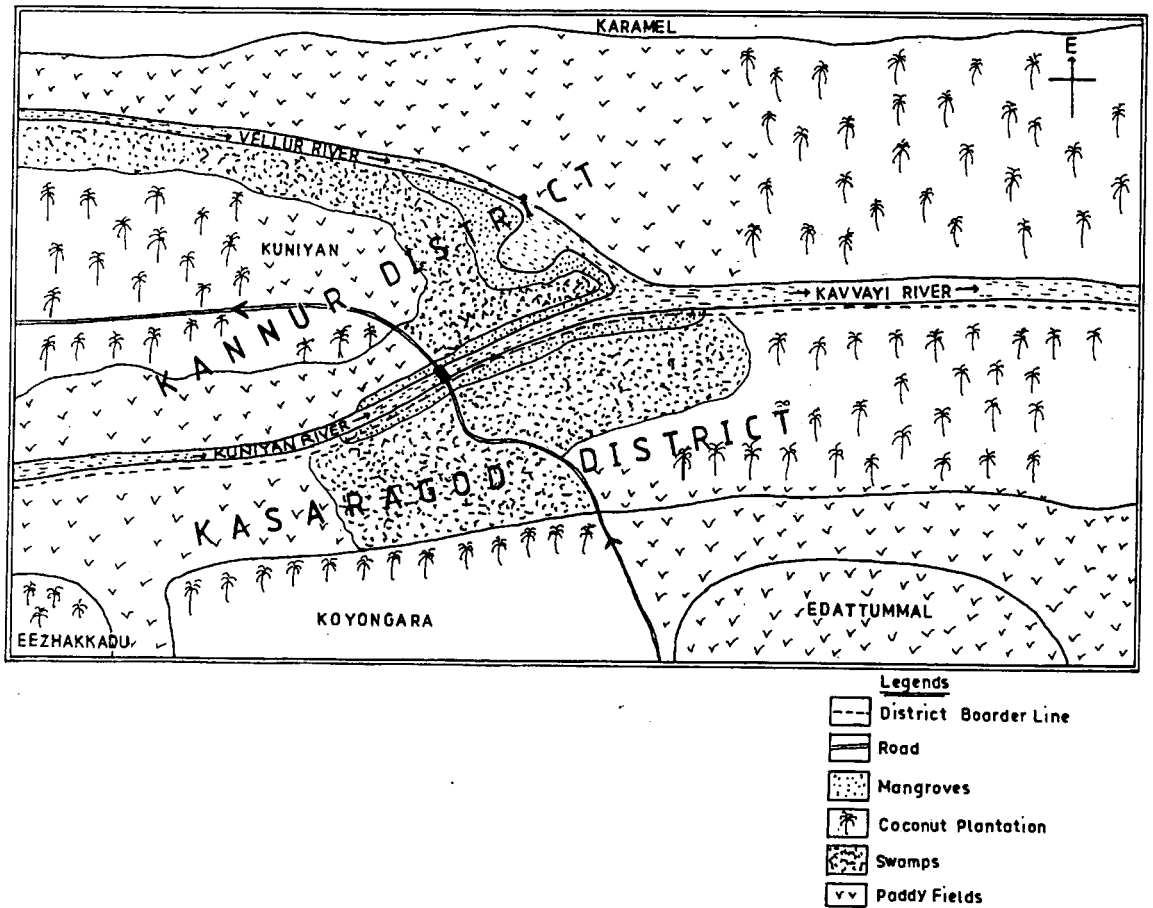 KARAMEL
E
→ VELLUR RIVER →
KUNIYAN
KANNUR DISTRICT
→ KAVVAYI RIVER →
→ KUNIYAN RIVER →
KASARAGOD DISTRICT
KOYONGARA
EDATTUMMAL
EEZHAKKADU
Legends
District Boarder Line
Road
Mangroves
Coconut Plantation
Swamps
Paddy Fields